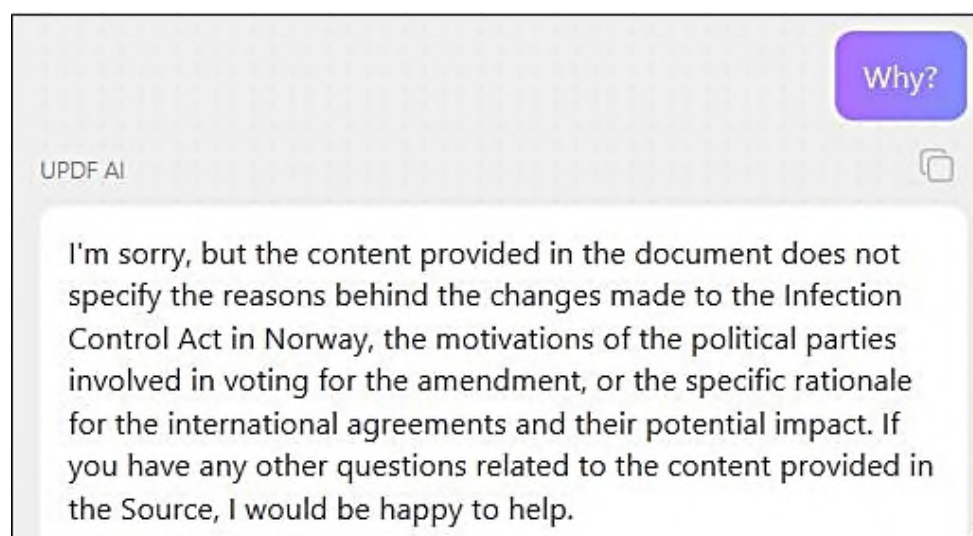 Why?
UPDF AI
I'm sorry, but the content provided in the document does not
specify the reasons behind the changes made to the Infection
Control Act in Norway, the motivations of the political parties
involved in voting for the amendment, or the specific rationale
for the international agreements and their potential impact. If
you have any other questions related to the content provided in
the Source, I would be happy to help.